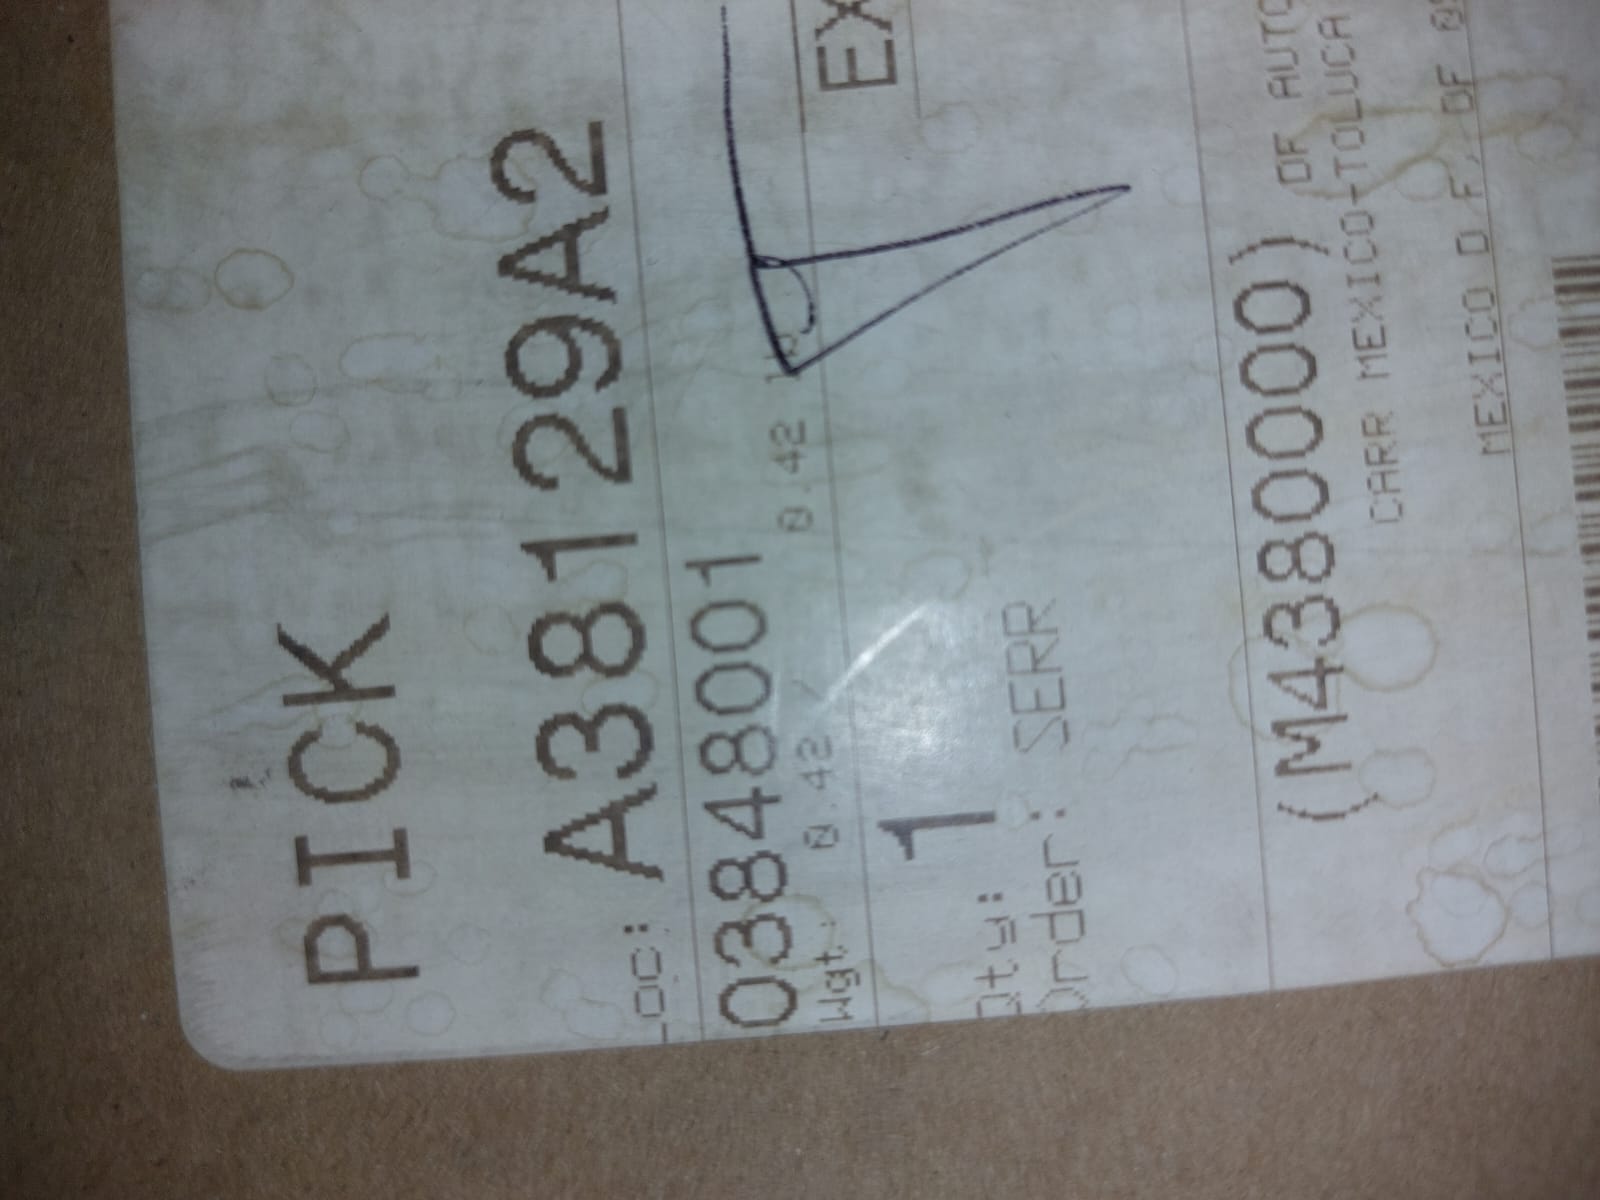 PICK
Loc: A38129A2
03848001 EX
Wgt. 0.42 / 0.42
Qty: 1
Order: SERR
(M4380000) DF AUTO
CARR MEXICO-TOLUCA
MEXICO D F, DF